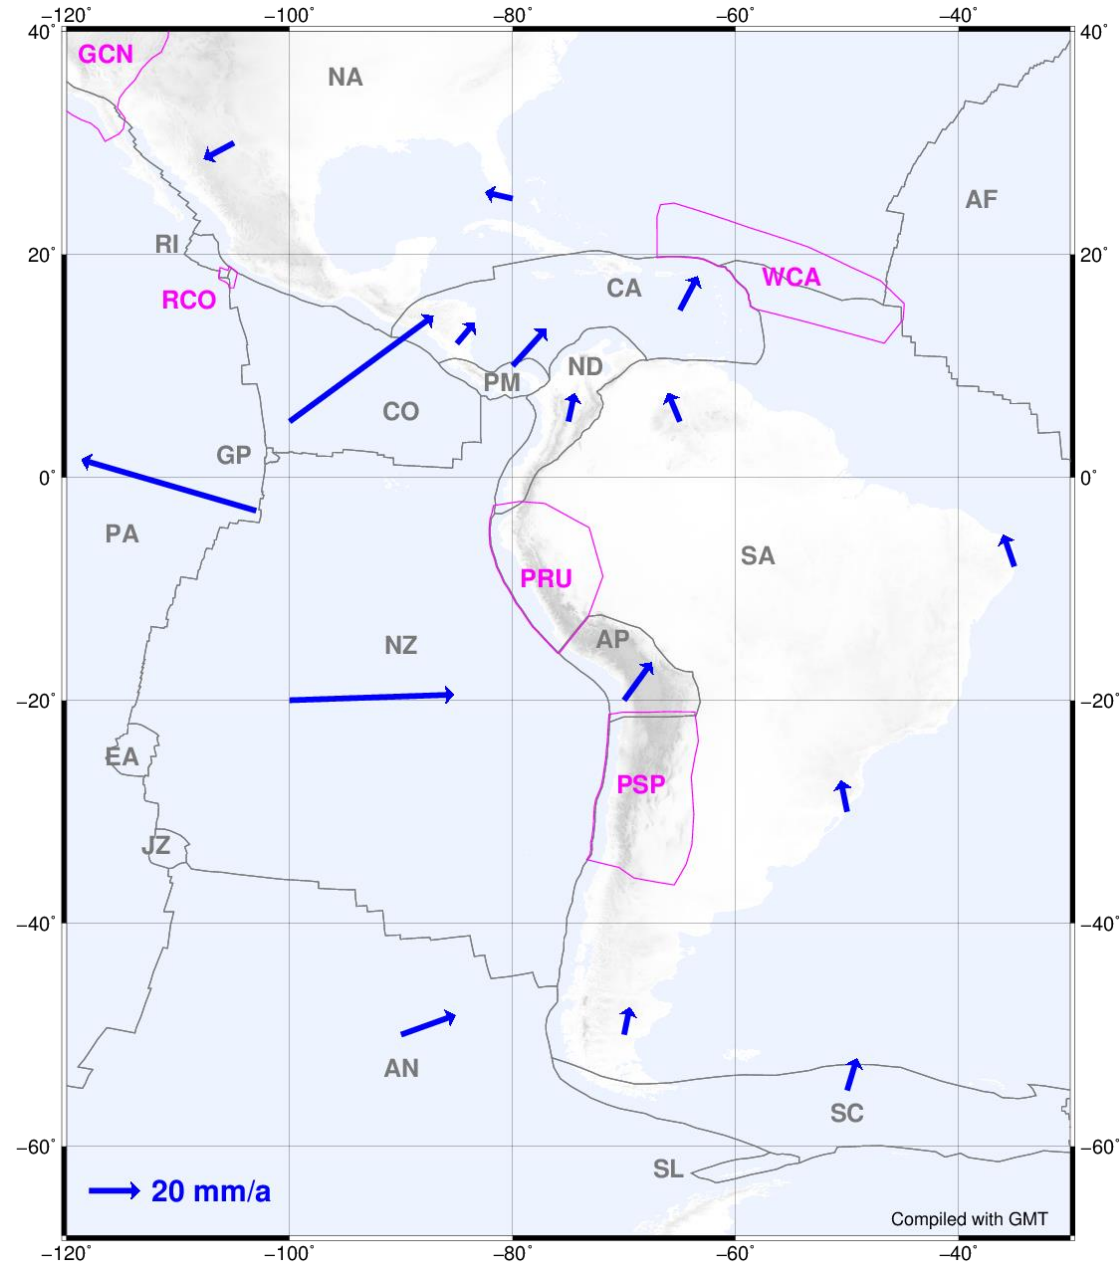 −120˚ −100˚ −80˚ −60˚ −40˚
40˚ 40˚
GCN
NA
AF
RI
20˚ 20˚
WCA
CA
RCO
ND
PM
CO
GP
0˚ 0˚
PA
SA
PRU
AP
NZ
−20˚ −20˚
EA
PSP
JZ
−40˚ −40˚
AN
SC
−60˚ −60˚
SL
20 mm/a
Compiled with GMT
−120˚ −100˚ −80˚ −60˚ −40˚